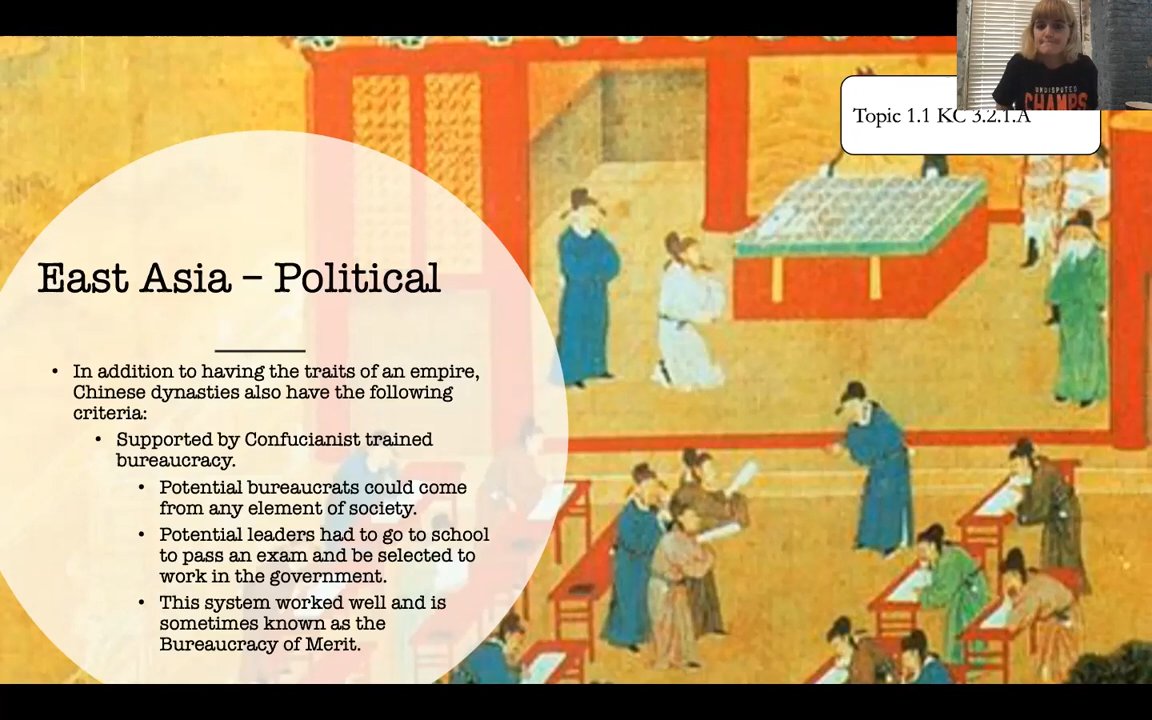 UNDISPUTED
CHAMPS
Topic 1.1 KC 3.2.1.A
East Asia – Political
• In addition to having the traits of an empire,
Chinese dynasties also have the following
criteria:
• Supported by Confucianist trained
bureaucracy.
• Potential bureaucrats could come
from any element of society.
• Potential leaders had to go to school
to pass an exam and be selected to
work in the government.
• This system worked well and is
sometimes known as the
Bureaucracy of Merit.